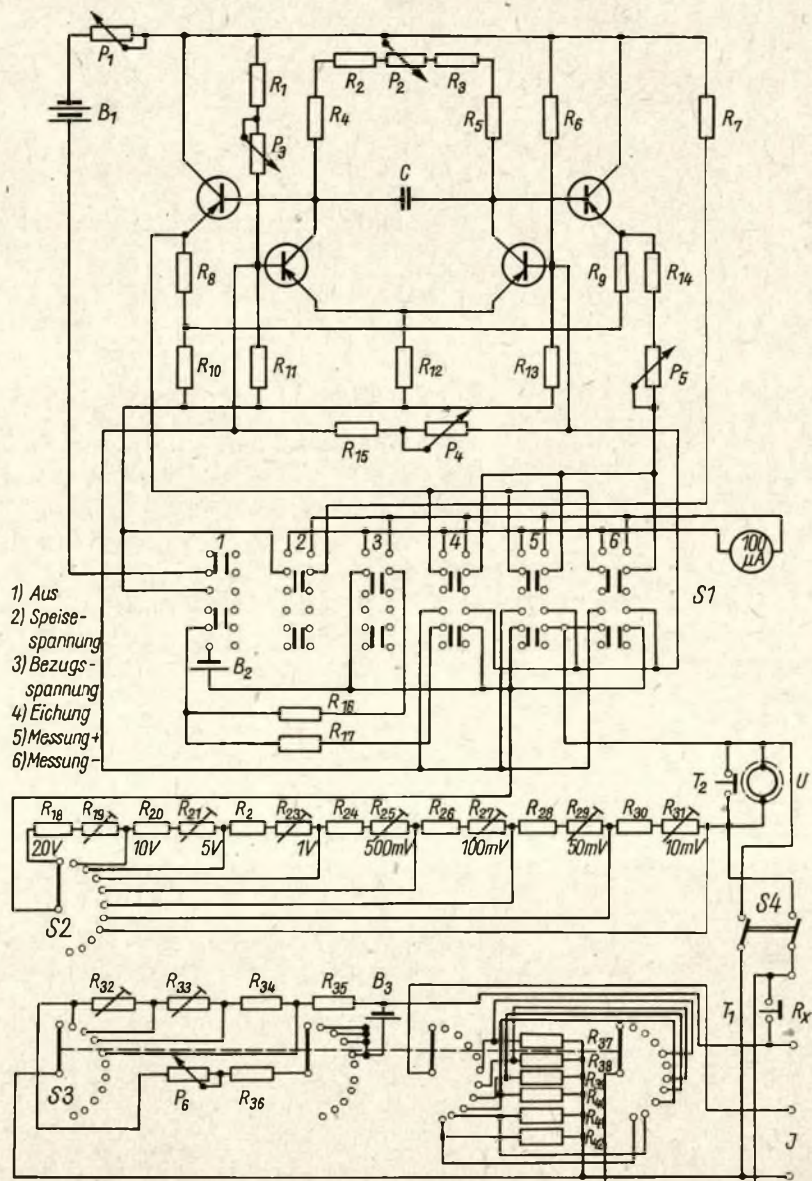 P1
R1
R2
P2
R3
R4
R5
R6
R7
B1
P3
C
R8
R9
R14
R10
R11
R12
R13
P5
R15
P4
1
2
3
4
5
6
100
μA
S1
1) Aus
2) Speise-
spannung
3) Bezugs-
spannung
4) Eichung
5) Messung+
6) Messung-
B2
R16
R17
T2
U
R18
R19
R20
R21
R2
R23
R24
R25
R26
R27
R28
R29
R30
R31
20V
10V
5V
1V
500mV
100mV
50mV
10mV
S2
S4
R32
R33
R34
R35
B3
T1
RX
R37
R38
R39
R40
R41
R42
S3
P6
R36
J